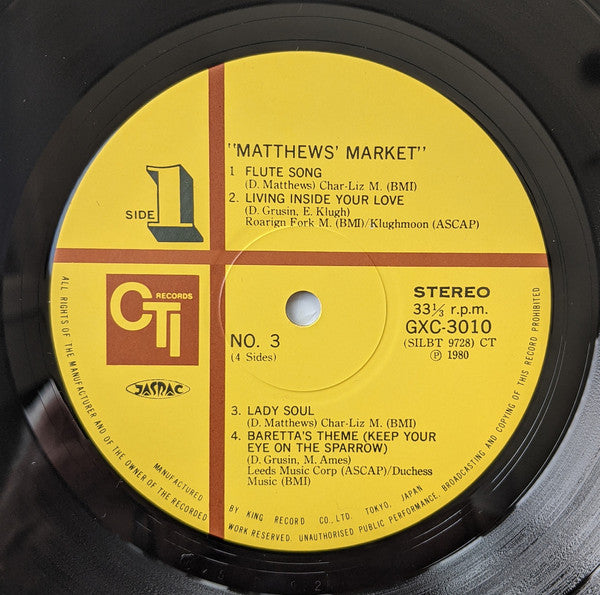 "MATTHEWS' MARKET"
1 FLUTE SONG
(D. Matthews) Char-Liz M. (BMI)
2. LIVING INSIDE YOUR LOVE
(D. Grusin, E. Klugh)
Roarign Fork M. (BMI)/Klughmoon (ASCAP)
SIDE 1
CTI RECORDS
JASRAC
NO. 3
(4 Sides)
STEREO
33⅓ r.p.m.
GXC-3010
(SILBT 9728) CT
Ⓟ 1980
3. LADY SOUL
(D. Matthews) Char-Liz M. (BMI)
4. BARETTA'S THEME (KEEP YOUR
EYE ON THE SPARROW)
(D. Grusin, M. Ames)
Leeds Music Corp (ASCAP)/Duchess
Music (BMI)
MANUFACTURED BY KING RECORD CO., LTD. TOKYO, JAPAN
ALL RIGHTS OF THE MANUFACTURER AND OF THE OWNER OF THE RECORDED WORK RESERVED. UNAUTHORISED PUBLIC PERFORMANCE, BROADCASTING AND COPYING OF THIS RECORD PROHIBITED